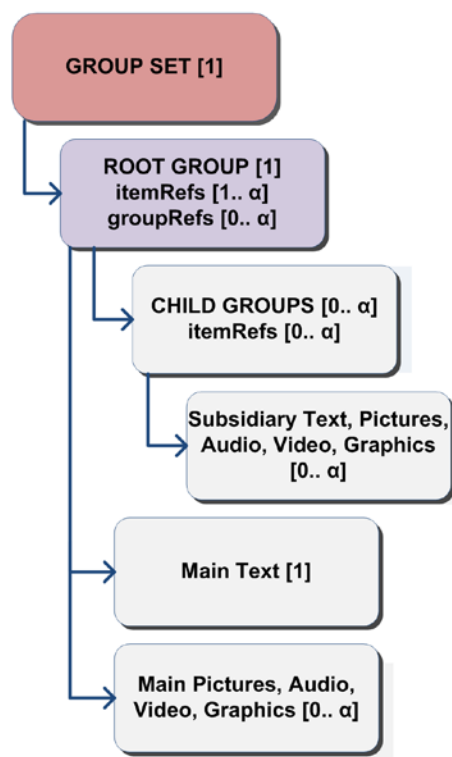 GROUP SET [1]
ROOT GROUP [1]
itemRefs [1.. α]
groupRefs [0.. α]
CHILD GROUPS [0.. α]
itemRefs [0.. α]
Subsidiary Text, Pictures,
Audio, Video, Graphics
[0.. α]
Main Text [1]
Main Pictures, Audio,
Video, Graphics [0.. α]